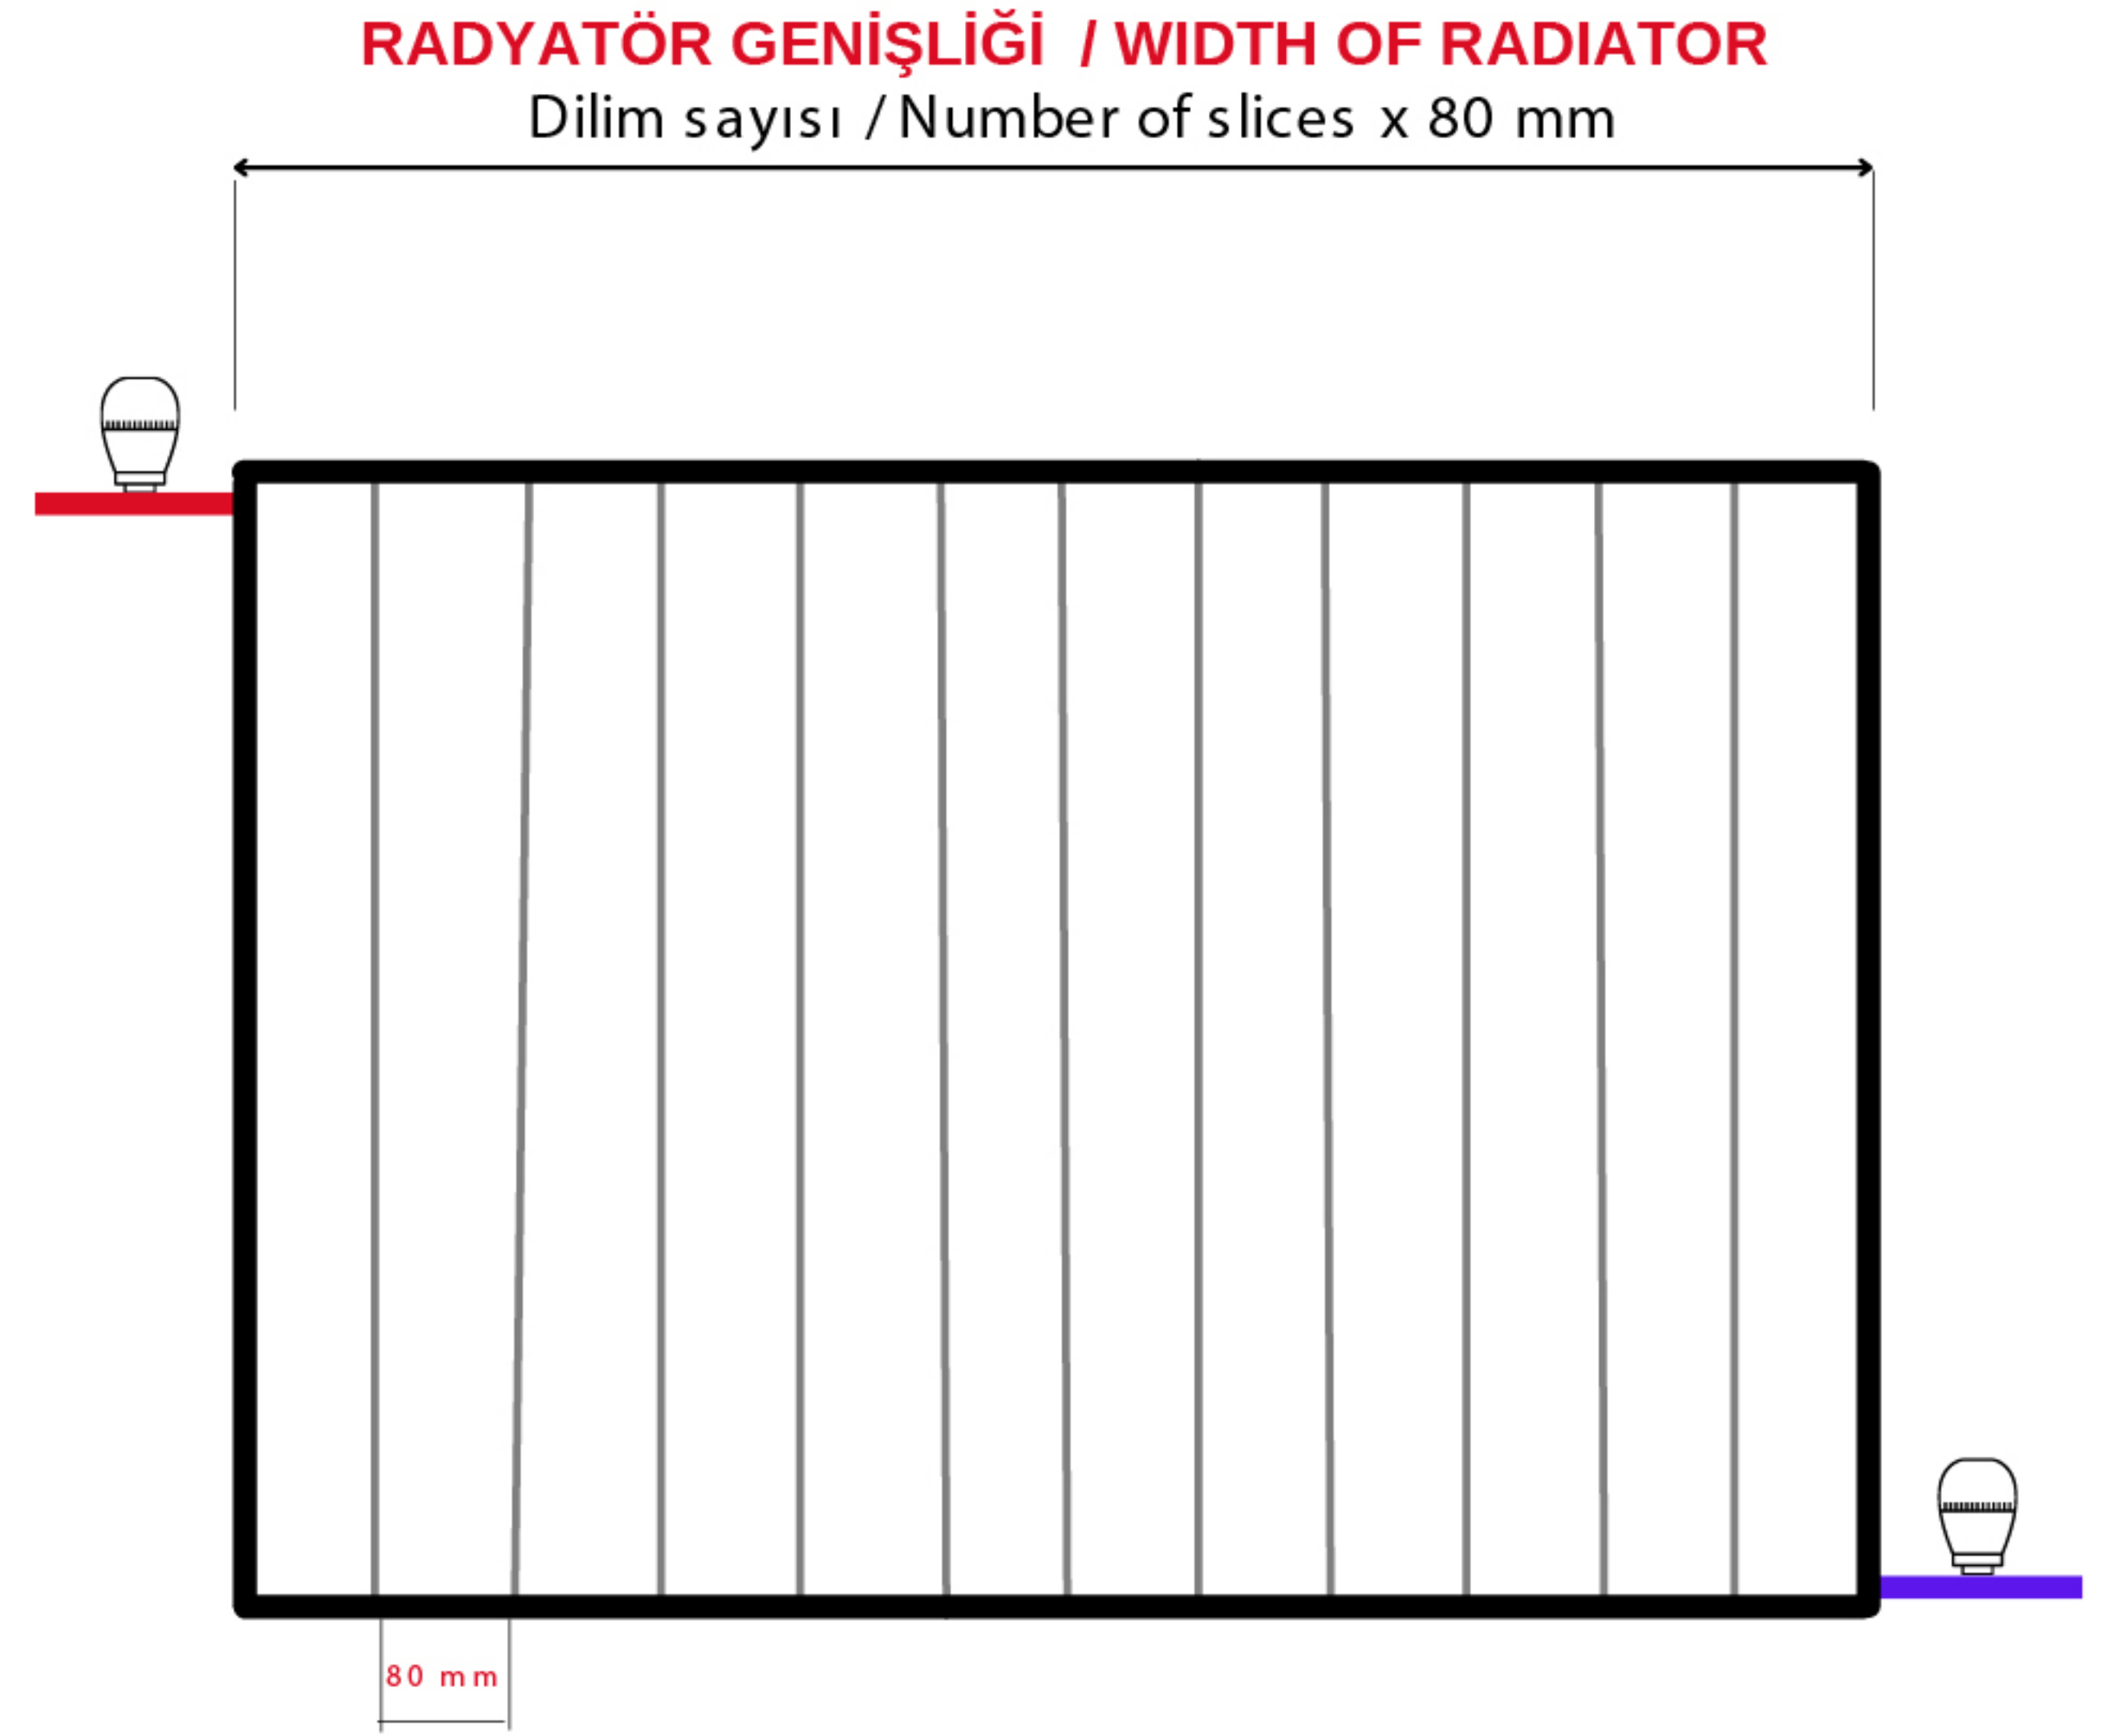 RADYATÖR GENİŞLİĞİ / WIDTH OF RADIATOR
Dilim sayısı / Number of slices x 80 mm
80 mm